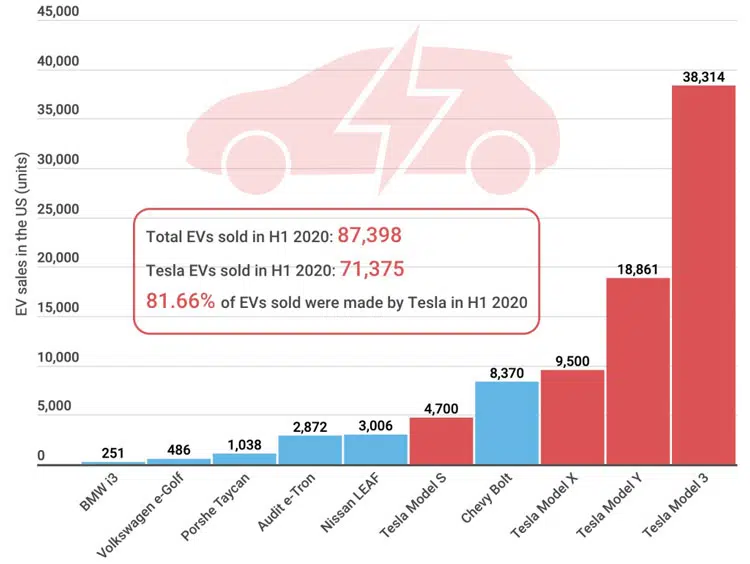 45,000
40,000
35,000
30,000
25,000
20,000
15,000
10,000
5,000
0
EV sales in the US (units)
Total EVs sold in H1 2020: 87,398
Tesla EVs sold in H1 2020: 71,375
81.66% of EVs sold were made by Tesla in H1 2020
251
486
1,038
2,872
3,006
4,700
8,370
9,500
18,861
38,314
BMW i3
Volkswagen e-Golf
Porshe Taycan
Audit e-Tron
Nissan LEAF
Tesla Model S
Chevy Bolt
Tesla Model X
Tesla Model Y
Tesla Model 3